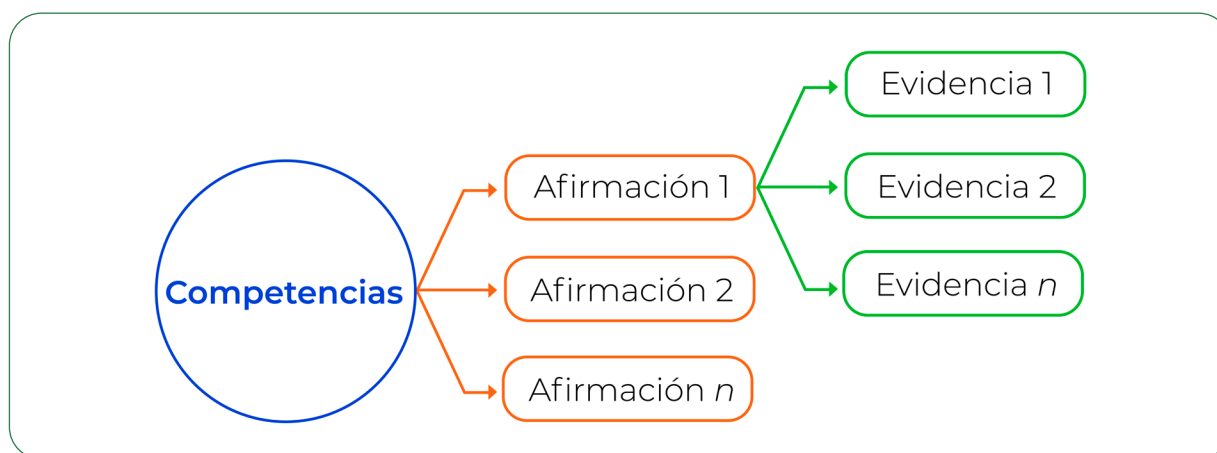 Competencias
Afirmación 1
Afirmación 2
Afirmación n
Evidencia 1
Evidencia 2
Evidencia n